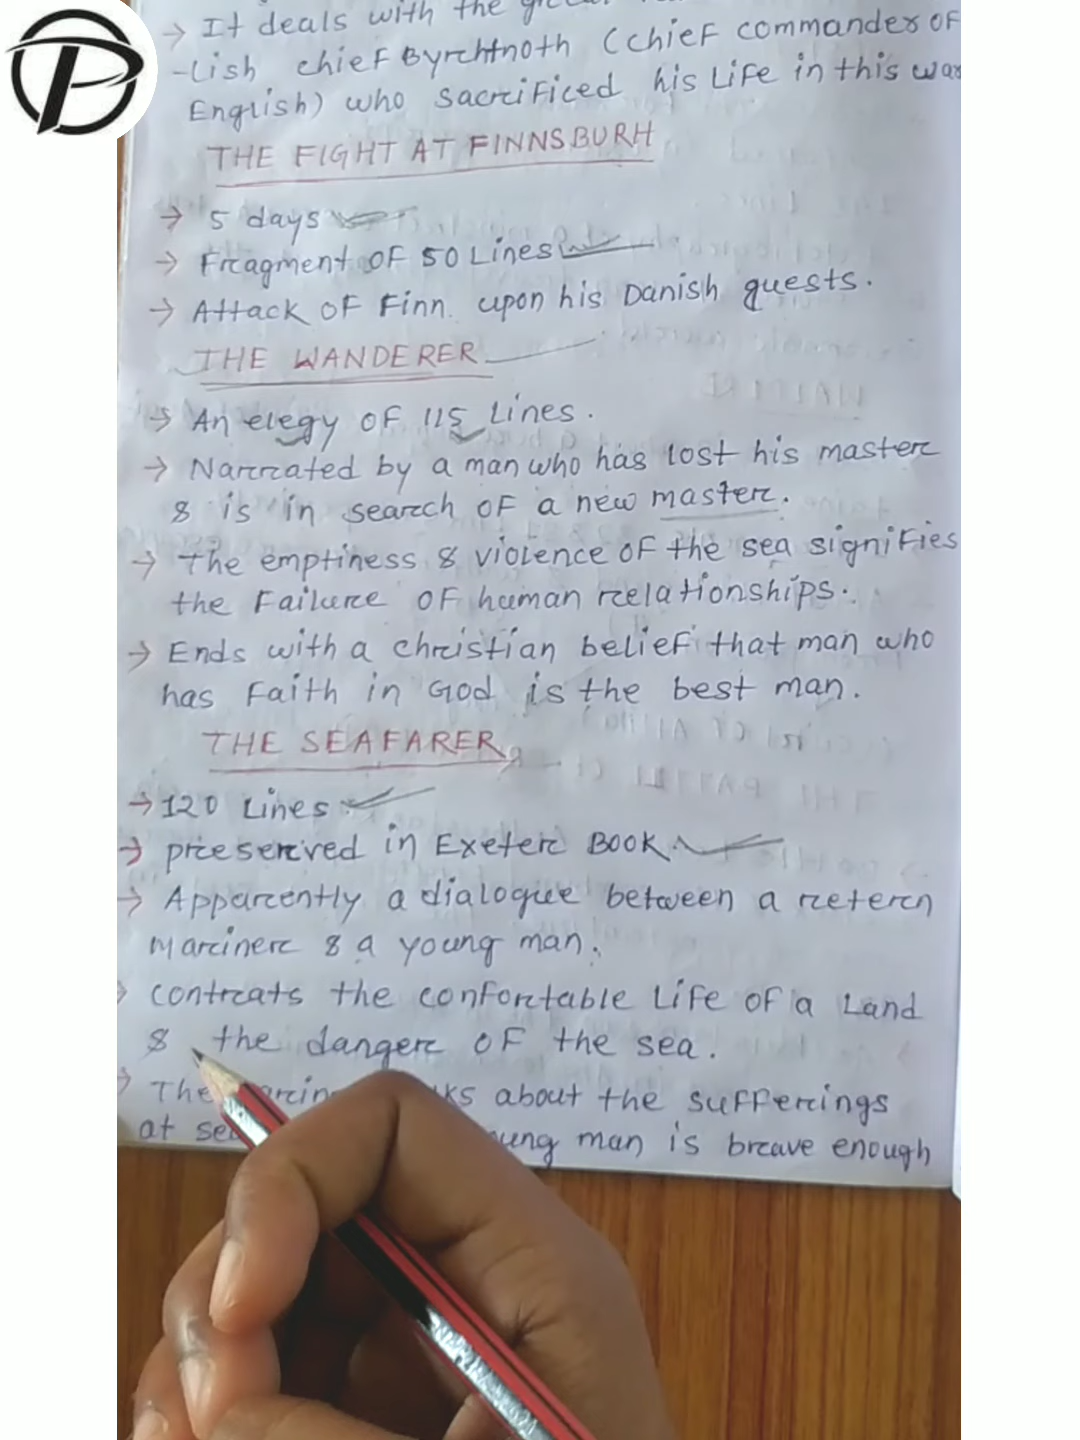 → It deals with the
-lish chief Byrchtnoth (chief commander of
English) who sacrificed his life in this war
THE FIGHT AT FINNSBURH
→ 5 days
→ Fragment of 50 Lines
→ Attack of Finn. upon his Danish quests.
THE WANDERER
→ An elegy of 115 Lines.
→ Narrated by a man who has lost his master
& is in search of a new master.
→ The emptiness & violence of the sea signifies
the failure of human relationships.
→ Ends with a christian belief that man who
has faith in God is the best man.
THE SEAFARER
→ 120 Lines
→ preserved in Exeter BOOK.
→ Apparently a dialogue between a retern
Mariner & a young man.
→ contrats the confortable life of a Land
& the danger of the sea.
→ The about the sufferings
at man is brave enough